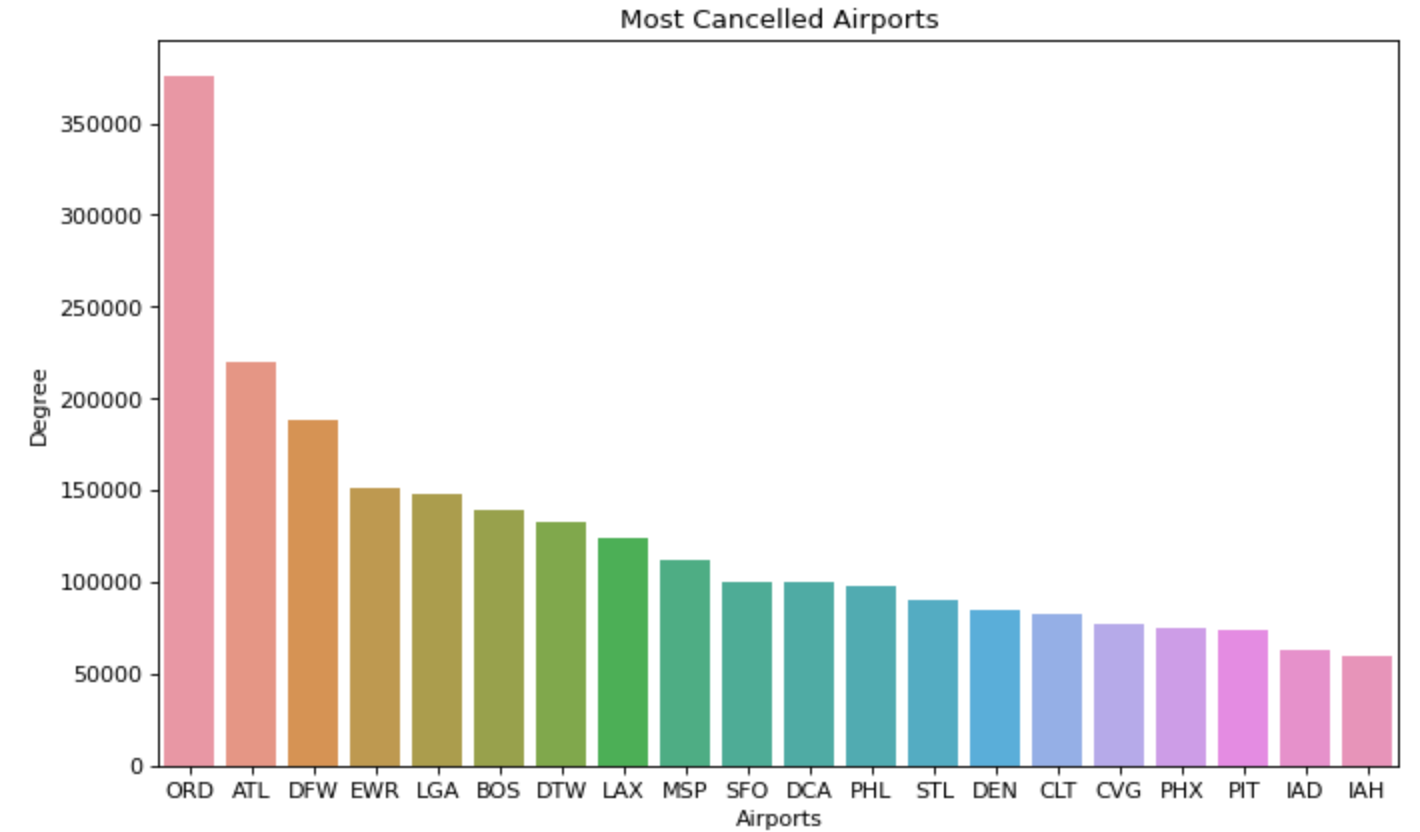 Most Cancelled Airports
350000
300000
250000
200000
150000
100000
50000
0
Degree
ORD ATL DFW EWR LGA BOS DTW LAX MSP SFO DCA PHL STL DEN CLT CVG PHX PIT IAD IAH
Airports